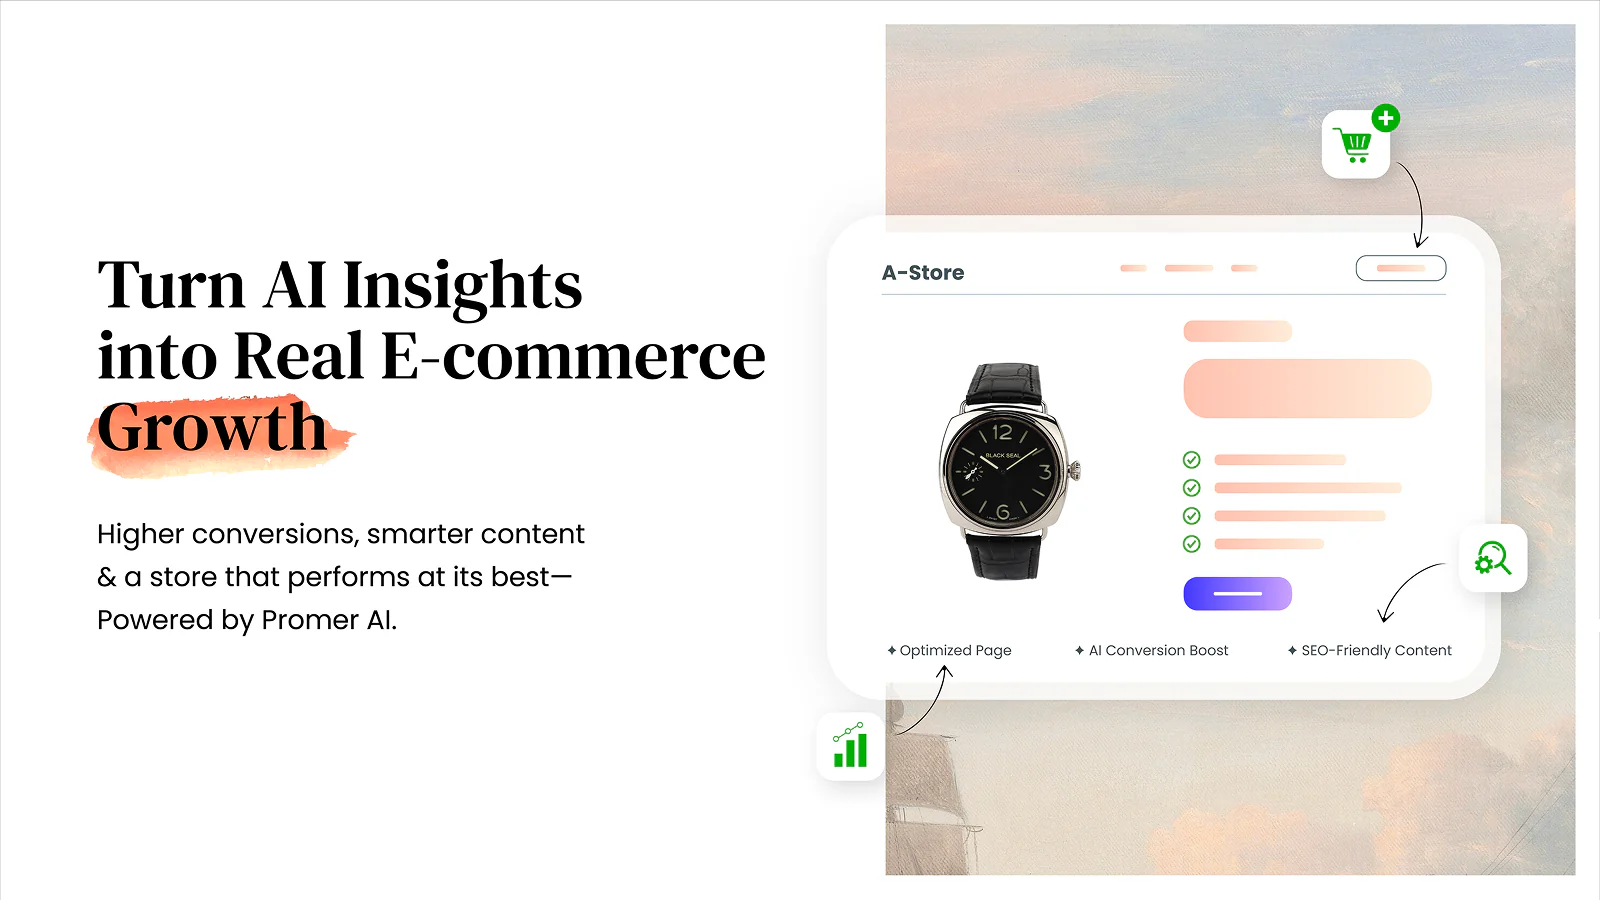 Turn AI Insights
into Real E-commerce
Growth
Higher conversions, smarter content
& a store that performs at its best—
Powered by Promer AI.
A-Store
12
BLACK SEAL
3
6
✦ Optimized Page
✦ AI Conversion Boost
✦ SEO-Friendly Content